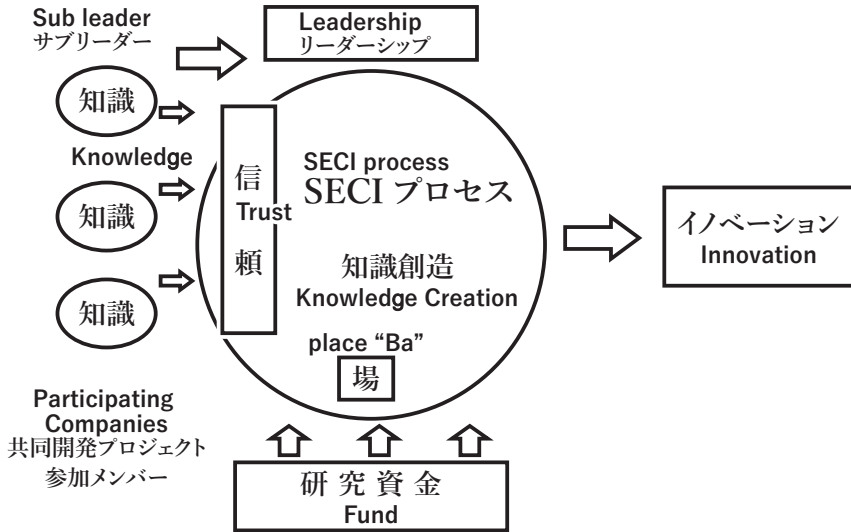 Sub leader
サブリーダー
Leadership
リーダーシップ
知識
Knowledge
知識
知識
信
Trust
頼
SECI process
SECI プロセス
知識創造
Knowledge Creation
place “Ba”
場
イノベーション
Innovation
Participating
Companies
共同開発プロジェクト
参加メンバー
研究資金
Fund